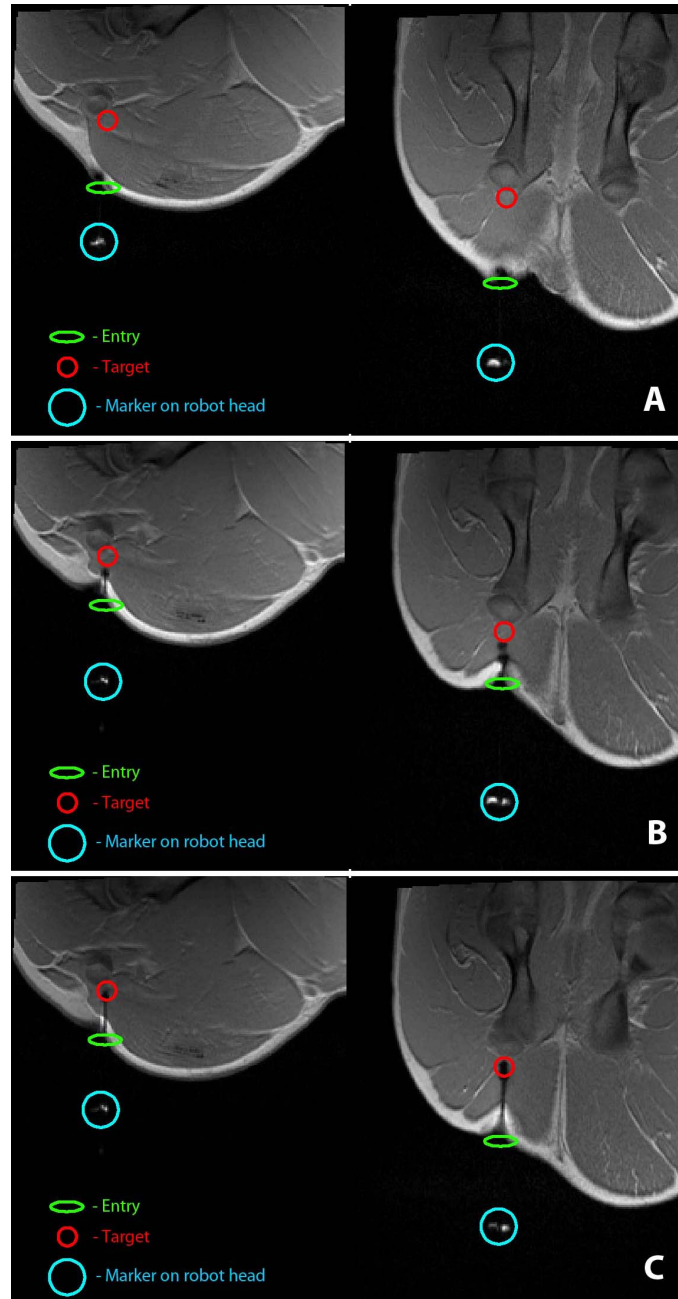 - Entry
- Target
- Marker on robot head
A
- Entry
- Target
- Marker on robot head
B
- Entry
- Target
- Marker on robot head
C